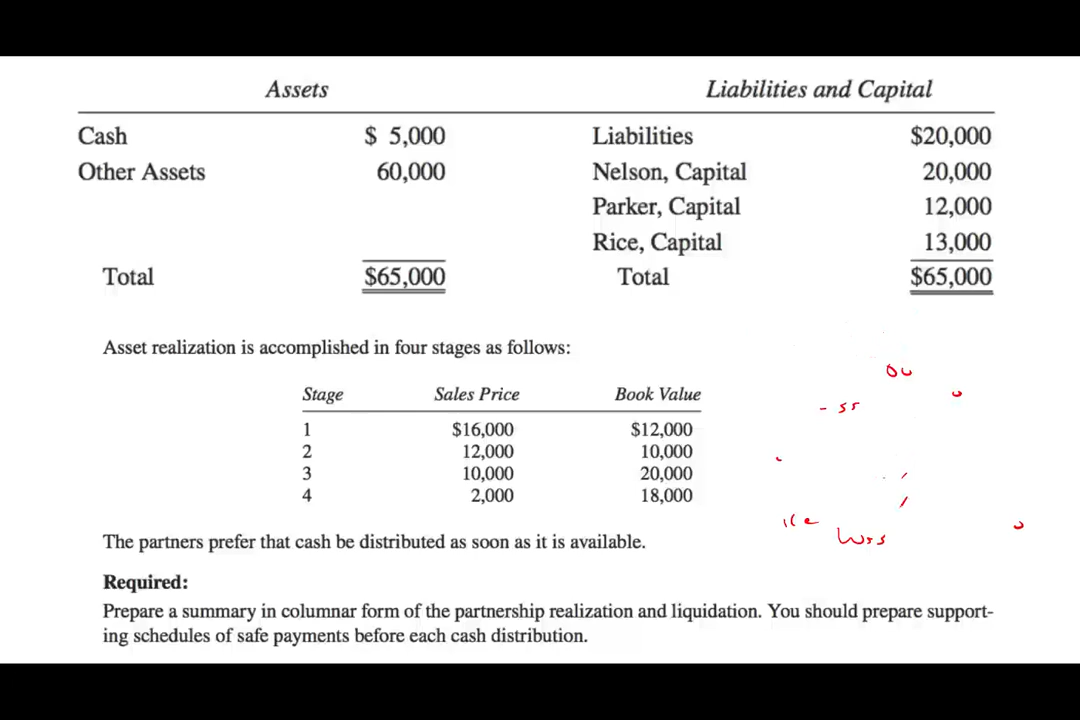 Assets Liabilities and Capital
Cash $ 5,000 Liabilities $20,000
Other Assets 60,000 Nelson, Capital 20,000
Parker, Capital 12,000
Rice, Capital 13,000
Total $65,000 Total $65,000
Asset realization is accomplished in four stages as follows:
Stage Sales Price Book Value
1 $16,000 $12,000
2 12,000 10,000
3 10,000 20,000
4 2,000 18,000
The partners prefer that cash be distributed as soon as it is available.
Required:
Prepare a summary in columnar form of the partnership realization and liquidation. You should prepare support-
ing schedules of safe payments before each cash distribution.